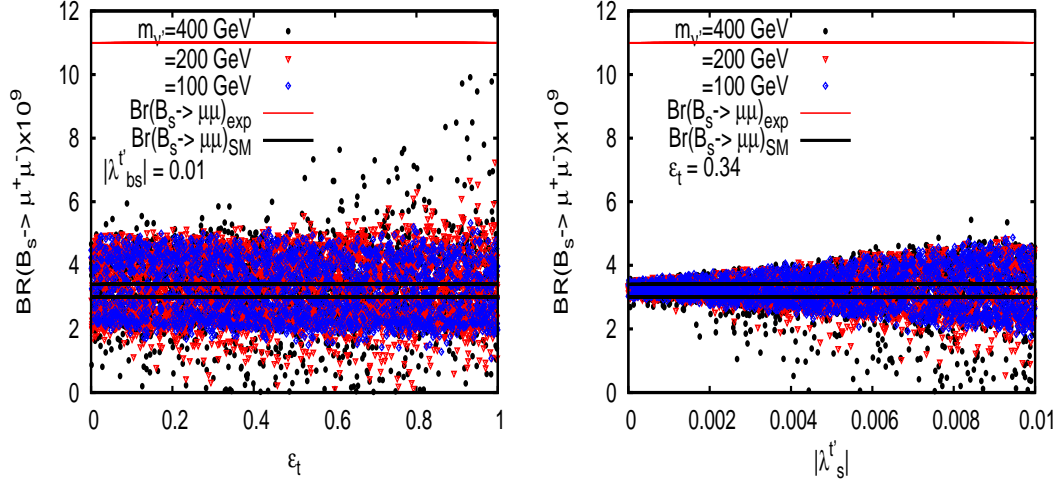 BR(B_s-> μ⁺μ⁻)×10⁹
12
10
8
6
4
2
0
m_ν'=400 GeV
=200 GeV
=100 GeV
Br(B_s-> μμ)_exp
Br(B_s-> μμ)_SM
|λ^t'_bs| = 0.01
0 0.2 0.4 0.6 0.8 1
ε_t
BR(B_s-> μ⁺μ⁻)×10⁹
12
10
8
6
4
2
0
m_ν'=400 GeV
=200 GeV
=100 GeV
Br(B_s-> μμ)_exp
Br(B_s-> μμ)_SM
ε_t = 0.34
0 0.002 0.004 0.006 0.008 0.01
|λ^t'_s|